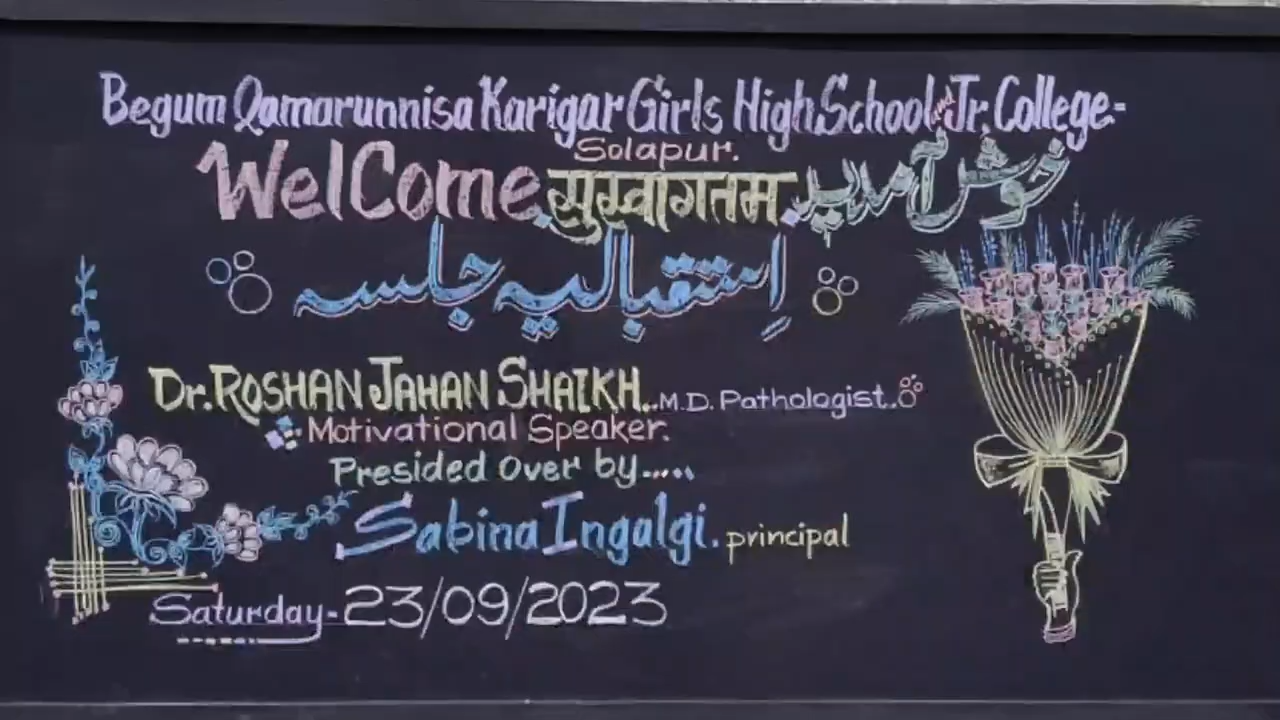 Begum Qamarunnisa Karigar Girls High School and Jr. College-
Solapur.
WelCome सुस्वागतम خوش آمدید
اِستقبالیہ جلسہ
Dr. ROSHAN JAHAN SHAIKH.. M.D. Pathologist.
Motivational Speaker.
Presided Over by.....
Sabina Ingalgi. principal
Saturday- 23/09/2023